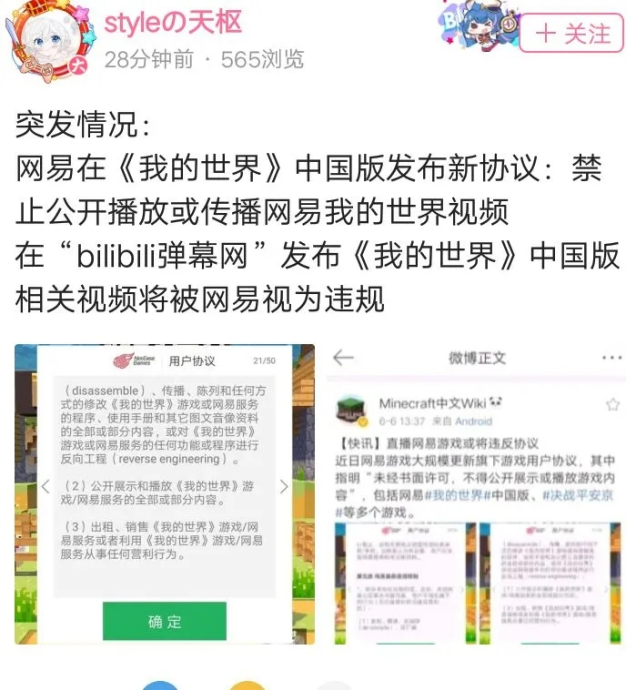 styleの天枢
28分钟前 · 565浏览
＋ 关注
突发情况：
网易在《我的世界》中国版发布新协议：禁
止公开播放或传播网易我的世界视频
在“bilibili弹幕网”发布《我的世界》中国版
相关视频将被网易视为违规
NetEase Games
用户协议
21/50
（disassemble）、传播、陈列和任何方
式的修改《我的世界》游戏或网易服务
的程序、使用手册和其它图文音像资料
的全部或部分内容，或对《我的世界》
游戏或网易服务的任何功能或程序进行
反向工程（reverse engineering）。
（2）公开展示和播放《我的世界》游
戏/网易服务的全部或部分内容。
（3）出租、销售《我的世界》游戏/网
易服务或者利用《我的世界》游戏/网易
服务从事任何营利行为。
确 定
微博正文
Minecraft中文Wiki
6-6 13:37 来自 Android
【快讯】直播网易游戏或将违反协议
近日网易游戏大规模更新旗下游戏用户协议，其中
指明“未经书面许可，不得公开展示或播放游戏内
容”，包括网易#我的世界#中国版、#决战平安京
#等多个游戏。